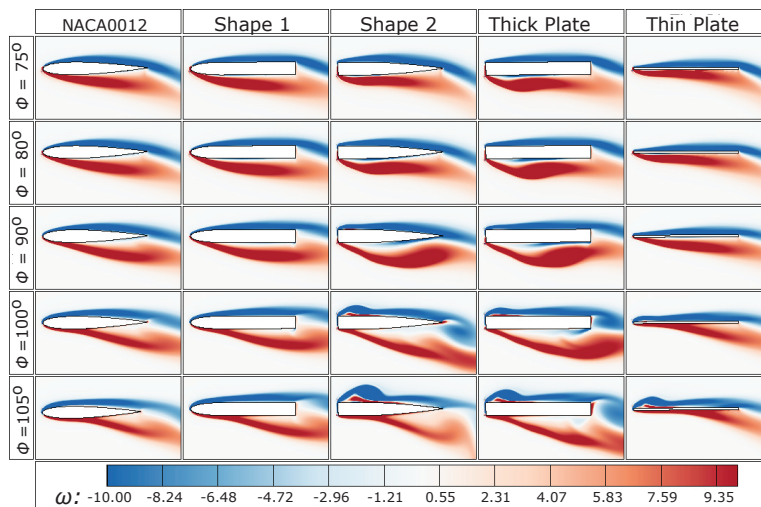 NACA0012 Shape 1 Shape 2 Thick Plate Thin Plate
Φ = 75°
Φ = 80°
Φ = 90°
Φ = 100°
Φ = 105°
ω: -10.00 -8.24 -6.48 -4.72 -2.96 -1.21 0.55 2.31 4.07 5.83 7.59 9.35